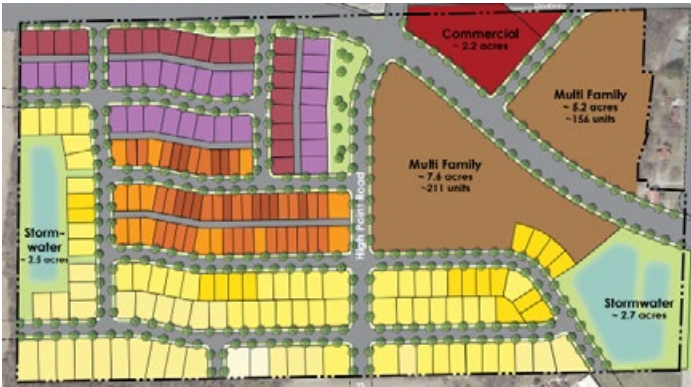 Commercial
~ 2.2 acres
Multi Family
~ 5.2 acres
~156 units
Multi Family
~ 7.6 acres
~211 units
High Point Road
Storm-
water
~ 2.5 acres
Stormwater
~ 2.7 acres